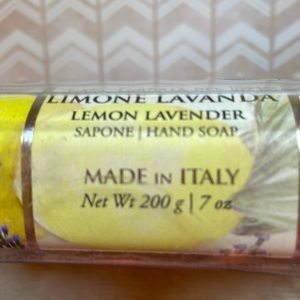 LIMONE LAVANDA
LEMON LAVENDER
SAPONE | HAND SOAP
MADE IN ITALY
Net Wt 200 g | 7 oz